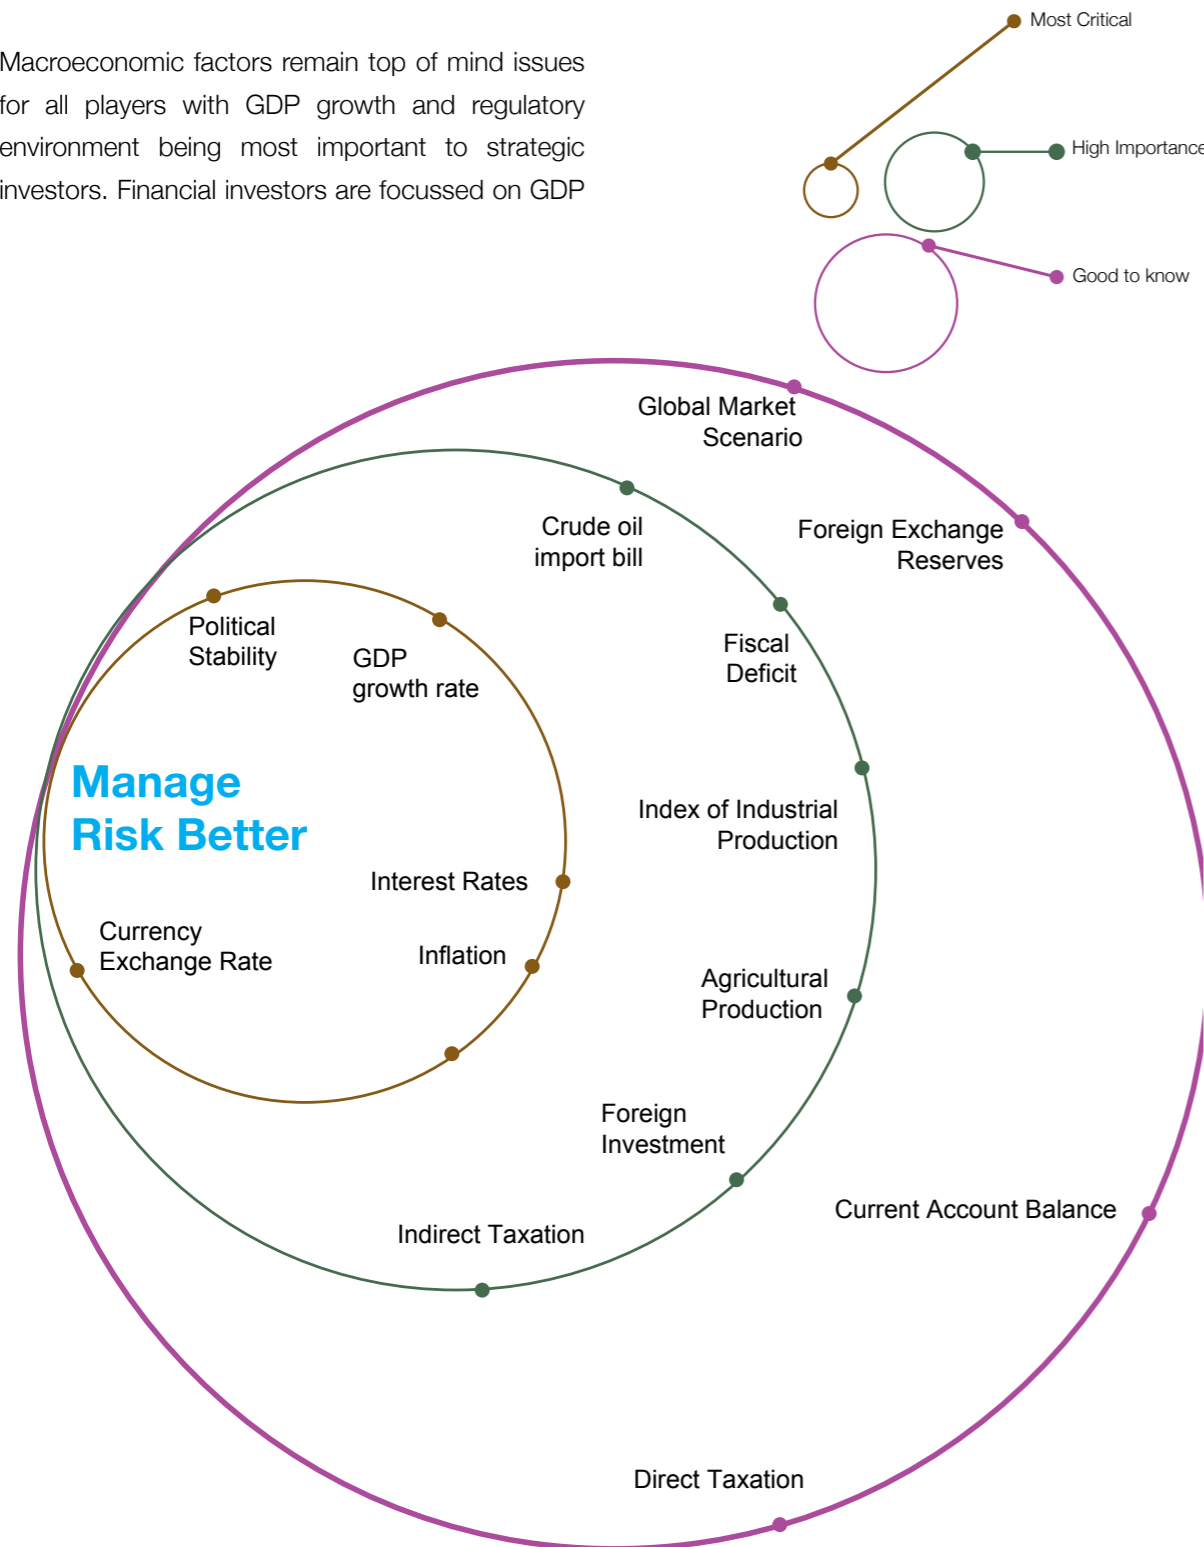 Macroeconomic factors remain top of mind issues
for all players with GDP growth and regulatory
environment being most important to strategic
investors. Financial investors are focussed on GDP
Most Critical
High Importance
Good to know
Global Market
Scenario
Foreign Exchange
Reserves
Crude oil
import bill
Fiscal
Deficit
Political
Stability
GDP
growth rate
Manage
Risk Better
Index of Industrial
Production
Interest Rates
Currency
Exchange Rate
Inflation
Agricultural
Production
Foreign
Investment
Current Account Balance
Indirect Taxation
Direct Taxation